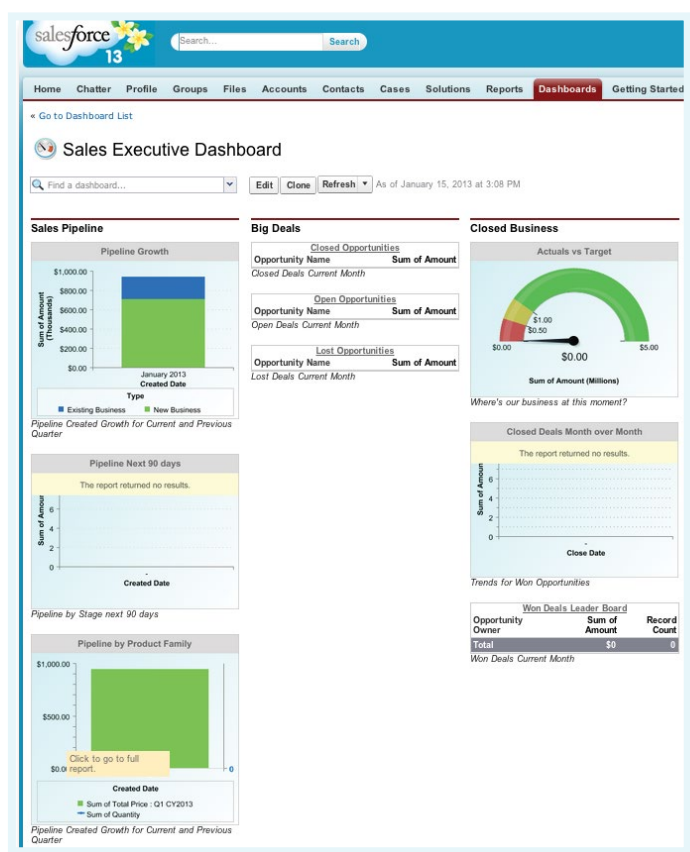 salesforce
13
Search...
Search
Home Chatter Profile Groups Files Accounts Contacts Cases Solutions Reports Dashboards Getting Started
« Go to Dashboard List
Sales Executive Dashboard
Find a dashboard...
Edit Clone Refresh As of January 15, 2013 at 3:08 PM
Sales Pipeline
Pipeline Growth
$1,000.00
$800.00
$600.00
$400.00
$200.00
$0.00
Sum of Amount
(Thousands)
January 2013
Created Date
Type
Existing Business New Business
Pipeline Created Growth for Current and Previous
Quarter
Pipeline Next 90 days
The report returned no results.
Sum of Amoun
6
4
2
0
-
Created Date
Pipeline by Stage next 90 days
Pipeline by Product Family
$1,000.00
$500.00
$0.00
0
Click to go to full
report.
Created Date
Sum of Total Price : Q1 CY2013
Sum of Quantity
Pipeline Created Growth for Current and Previous
Quarter
Big Deals
Closed Opportunities
Opportunity Name Sum of Amount
Closed Deals Current Month
Open Opportunities
Opportunity Name Sum of Amount
Open Deals Current Month
Lost Opportunities
Opportunity Name Sum of Amount
Lost Deals Current Month
Closed Business
Actuals vs Target
$1.00
$0.50
$0.00
$0.00
$5.00
Sum of Amount (Millions)
Where's our business at this moment?
Closed Deals Month over Month
The report returned no results.
Sum of Amoun
6
4
2
0
-
Close Date
Trends for Won Opportunities
Won Deals Leader Board
Opportunity Sum of Record
Owner Amount Count
Total $0 0
Won Deals Current Month